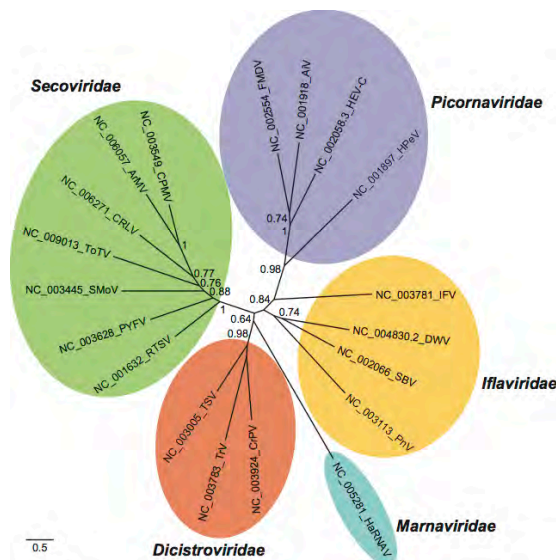 Secoviridae
Picornaviridae
NC_006057_ArMV
NC_003549_CPMV
NC_006271_CRLV
NC_009013_ToTV
NC_003445_SMoV
NC_003628_PYFV
NC_001632_RTSV
NC_002554_FMDV
NC_001918_AiV
NC_002058.3_HEV-C
NC_001897_HPeV
0.74
1
0.98
1
0.77
0.76
0.88
1
0.84
0.64
0.74
0.98
NC_003781_IFV
NC_004830.2_DWV
NC_002066_SBV
NC_003113_PnV
Iflaviridae
NC_003005_TSV
NC_003783_TrV
NC_003924_CrPV
NC_005281_HaRNAV
Marnaviridae
Dicistroviridae
0.5